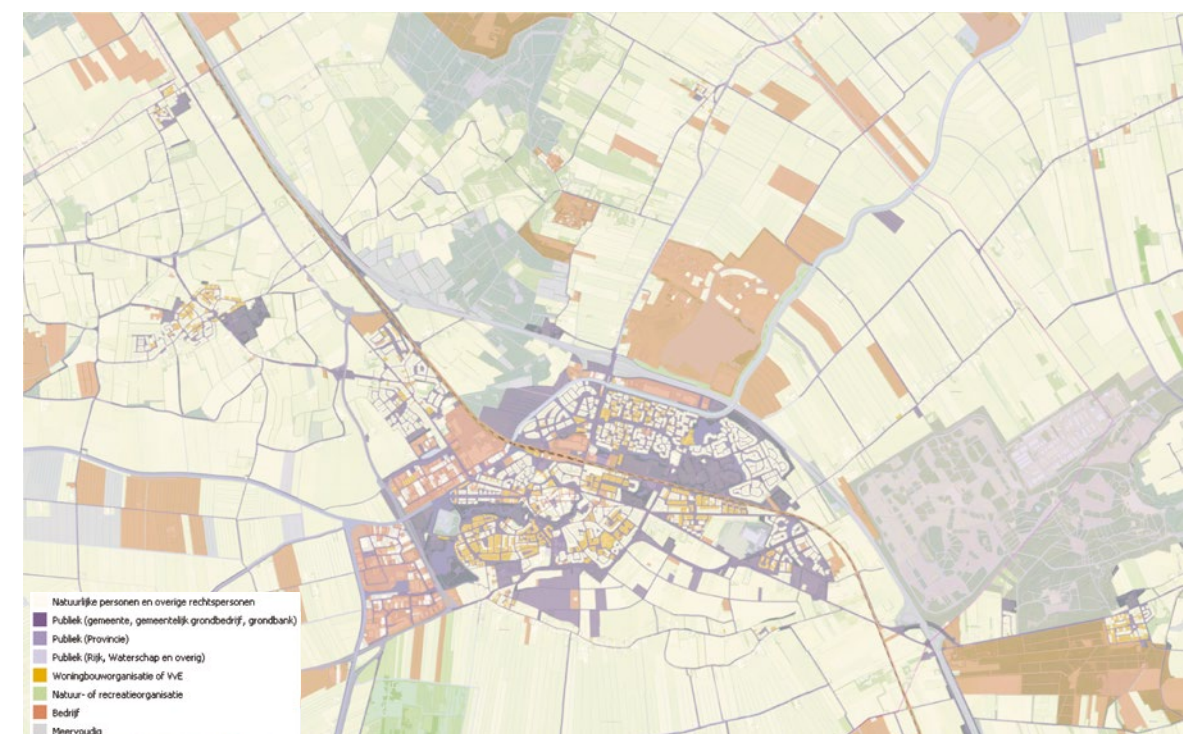 Natuurlijke personen en overige rechtspersonen
Publiek (gemeente, gemeentelijk grondbedrijf, grondbank)
Publiek (Provincie)
Publiek (Rijk, Waterschap en overig)
Woningbouworganisatie of VvE
Natuur- of recreatieorganisatie
Bedrijf
Meervoudig